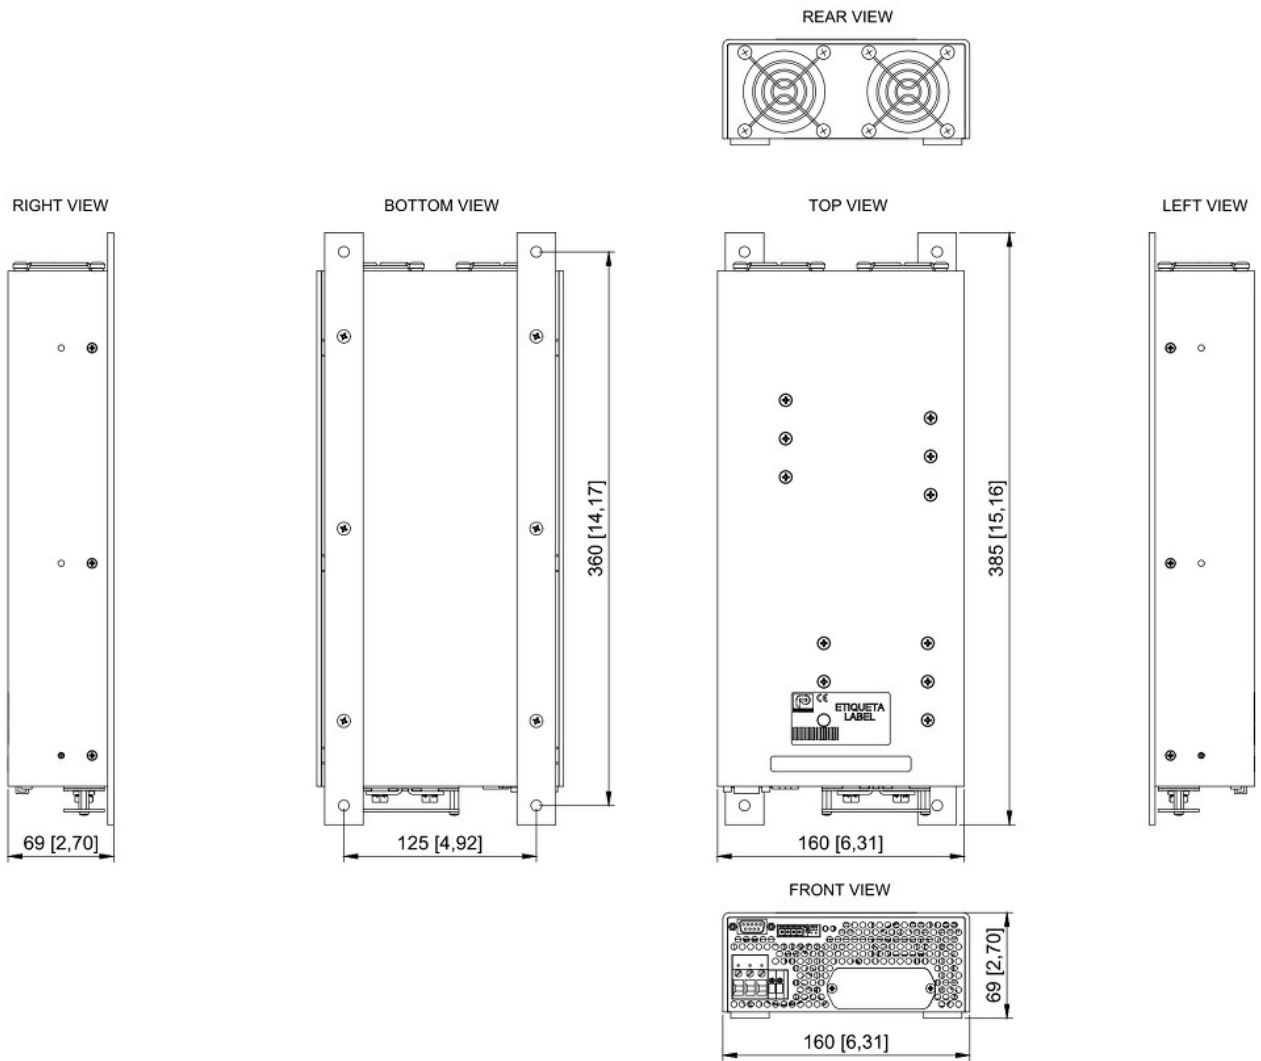 REAR VIEW
RIGHT VIEW
BOTTOM VIEW
TOP VIEW
LEFT VIEW
360 [14,17]
385 [15,16]
P CE
ETIQUETA
LABEL
69 [2,70]
125 [4,92]
160 [6,31]
FRONT VIEW
69 [2,70]
160 [6,31]